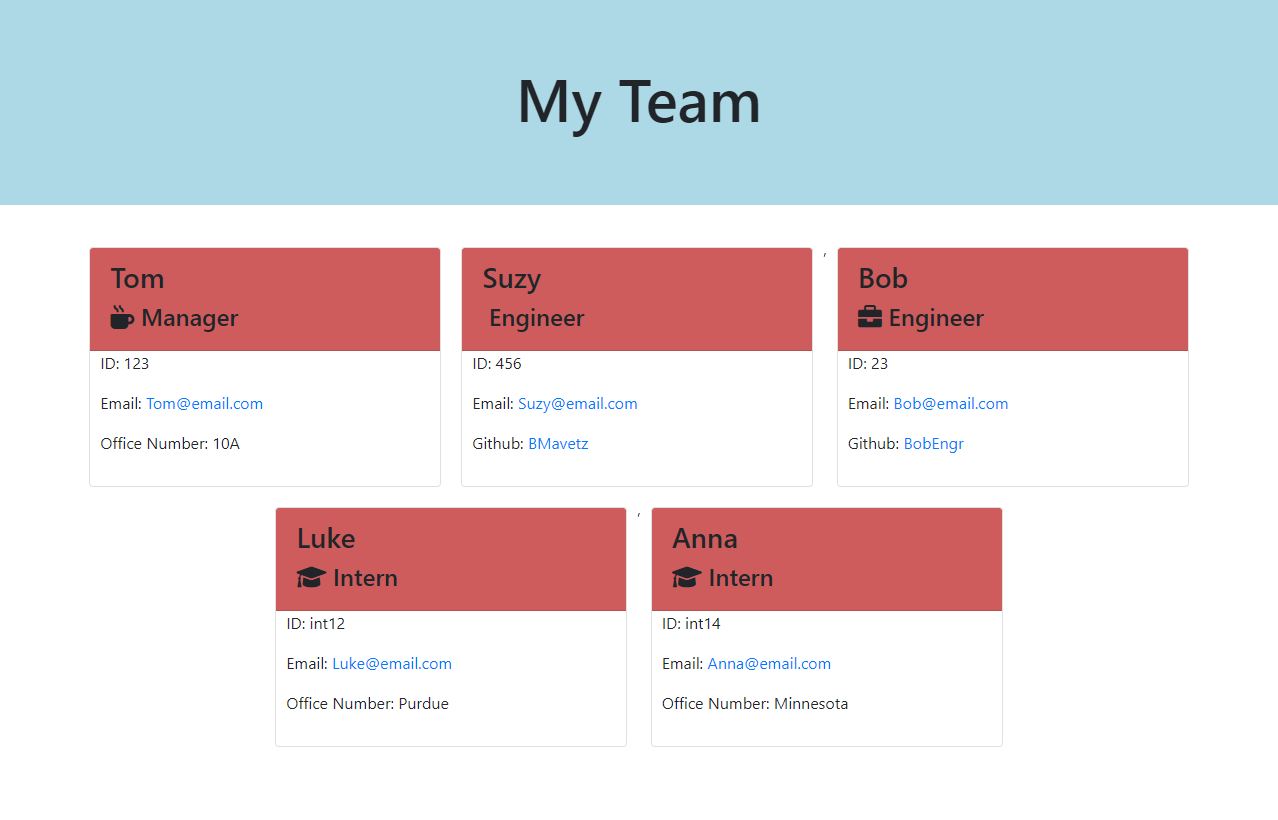 My Team
Tom
Manager
ID: 123
Email: Tom@email.com
Office Number: 10A
Suzy
Engineer
ID: 456
Email: Suzy@email.com
Github: BMavetz
,
Bob
Engineer
ID: 23
Email: Bob@email.com
Github: BobEngr
Luke
Intern
ID: int12
Email: Luke@email.com
Office Number: Purdue
,
Anna
Intern
ID: int14
Email: Anna@email.com
Office Number: Minnesota